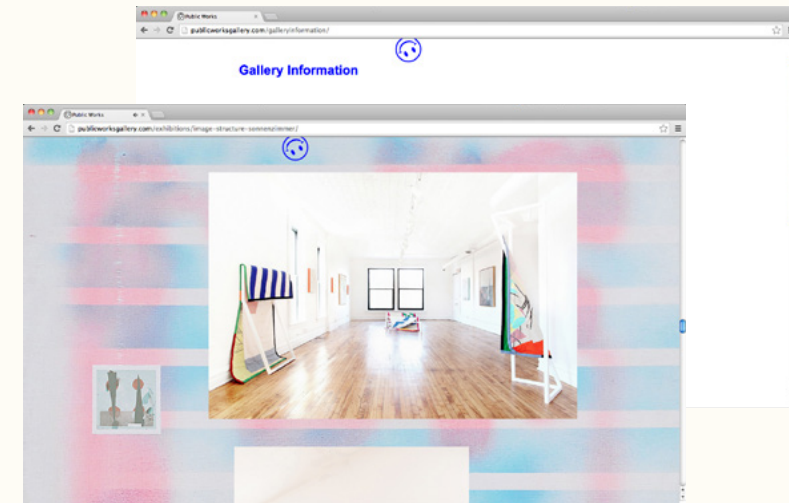 Public Works
publicworksgallery.com/galleryinformation/
Gallery Information
Public Works
publicworksgallery.com/exhibitions/image-structure-sonnenzimmer/